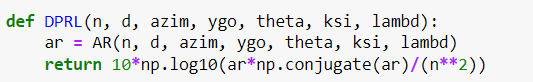 def DPRL(n, d, azim, ygo, theta, ksi, lambd):
    ar = AR(n, d, azim, ygo, theta, ksi, lambd)
    return 10*np.log10(ar*np.conjugate(ar)/(n**2))